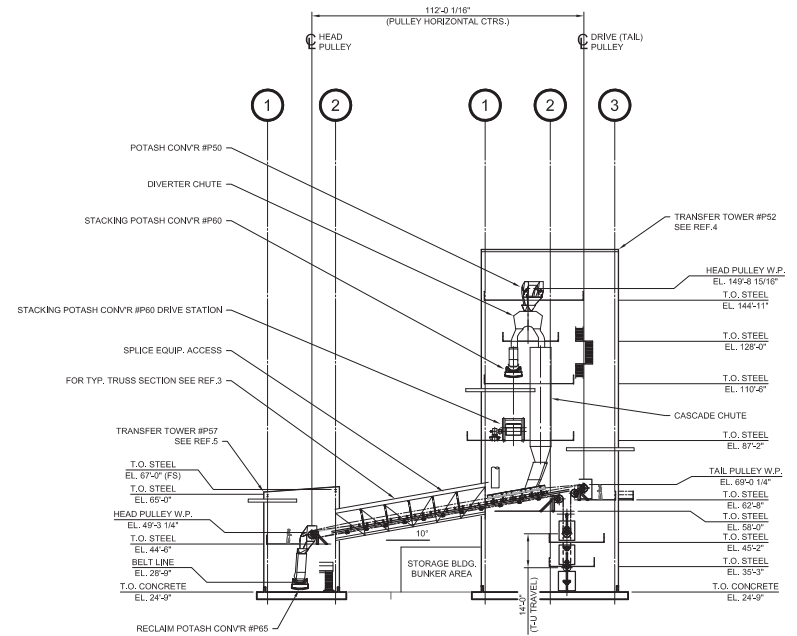 112'-0 1/16"
(PULLEY HORIZONTAL CTRS.)
℄ HEAD
PULLEY
℄ DRIVE (TAIL)
PULLEY
1
2
1
2
3
POTASH CONV'R #P50
DIVERTER CHUTE
STACKING POTASH CONV'R #P60
STACKING POTASH CONV'R #P60 DRIVE STATION
SPLICE EQUIP. ACCESS
FOR TYP. TRUSS SECTION SEE REF.3
TRANSFER TOWER #P57
SEE REF.5
T.O. STEEL
EL. 67'-0" (FS)
T.O. STEEL
EL. 65'-0"
HEAD PULLEY W.P.
EL. 49'-3 1/4"
T.O. STEEL
EL. 44'-6"
BELT LINE
EL. 28'-9"
T.O. CONCRETE
EL. 24'-9"
RECLAIM POTASH CONV'R #P65
10°
STORAGE BLDG.
BUNKER AREA
14'-0"
(T-U TRAVEL)
TRANSFER TOWER #P52
SEE REF.4
HEAD PULLEY W.P.
EL. 149'-8 15/16"
T.O. STEEL
EL. 144'-11"
T.O. STEEL
EL. 128'-0"
T.O. STEEL
EL. 110'-6"
CASCADE CHUTE
T.O. STEEL
EL. 87'-2"
TAIL PULLEY W.P.
EL. 69'-0 1/4"
T.O. STEEL
EL. 62'-8"
T.O. STEEL
EL. 58'-0"
T.O. STEEL
EL. 45'-2"
T.O. STEEL
EL. 35'-3"
T.O. CONCRETE
EL. 24'-9"